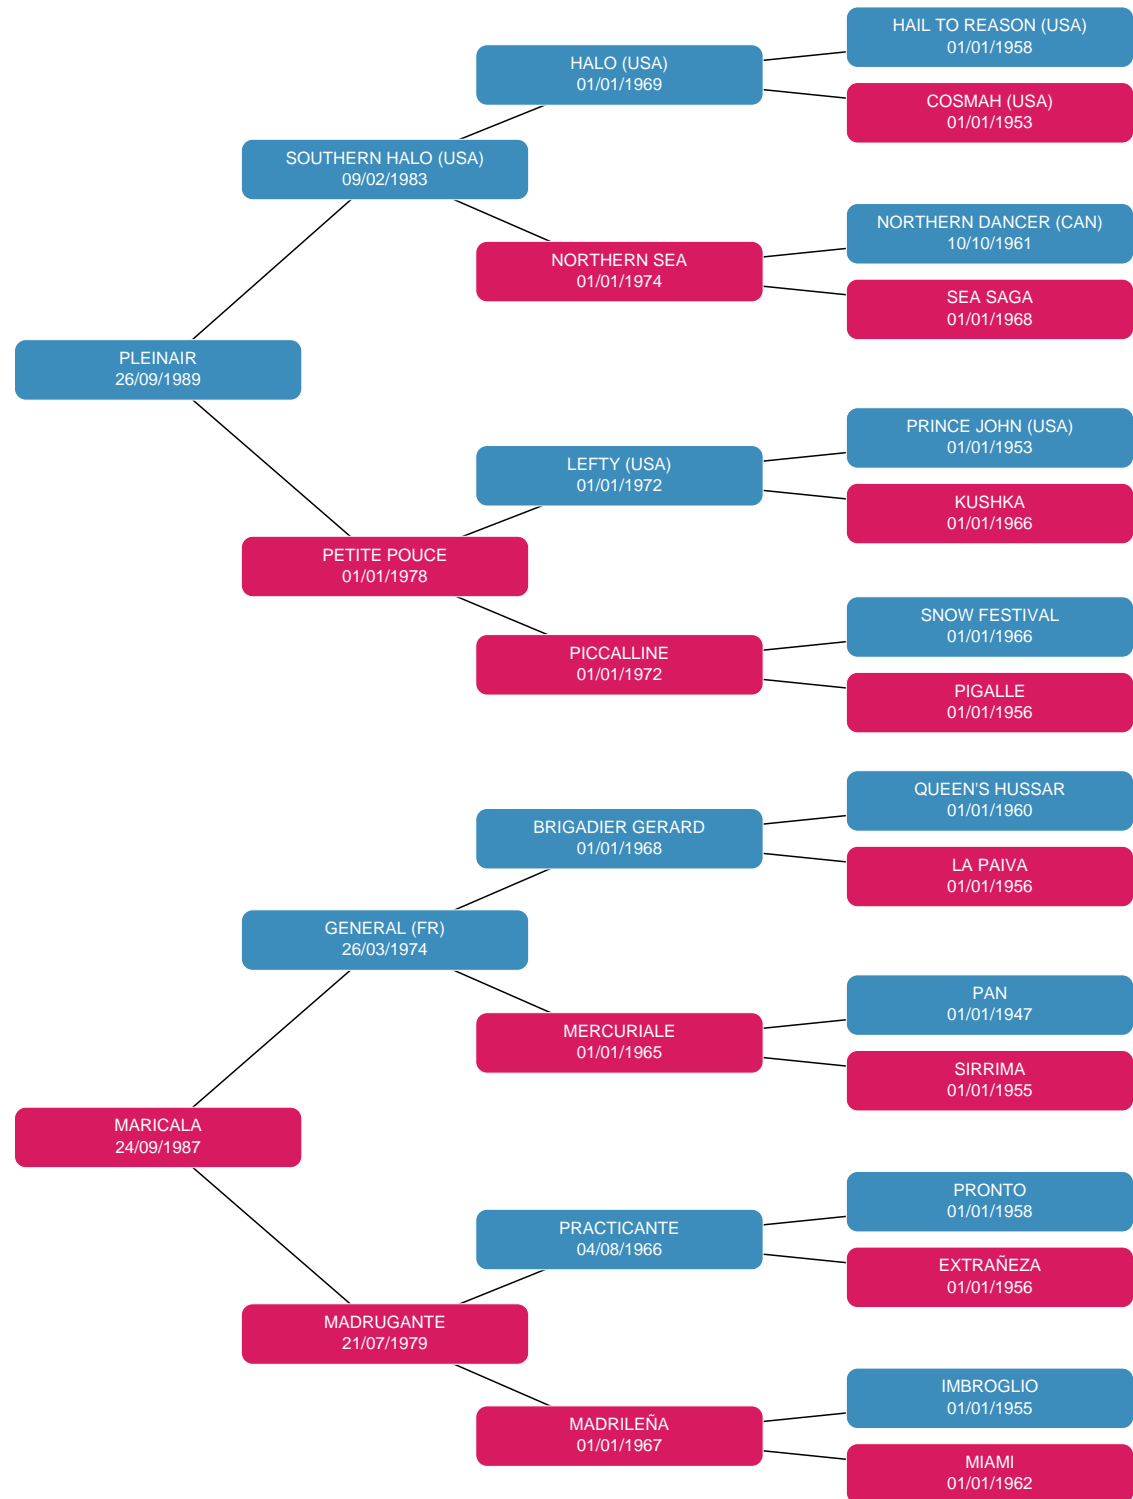 HAIL TO REASON (USA)
01/01/1958
HALO (USA)
01/01/1969
COSMAH (USA)
01/01/1953
SOUTHERN HALO (USA)
09/02/1983
NORTHERN DANCER (CAN)
10/10/1961
NORTHERN SEA
01/01/1974
SEA SAGA
01/01/1968
PLEINAIR
26/09/1989
PRINCE JOHN (USA)
01/01/1953
LEFTY (USA)
01/01/1972
KUSHKA
01/01/1966
PETITE POUCE
01/01/1978
SNOW FESTIVAL
01/01/1966
PICCALLINE
01/01/1972
PIGALLE
01/01/1956
QUEEN'S HUSSAR
01/01/1960
BRIGADIER GERARD
01/01/1968
LA PAIVA
01/01/1956
GENERAL (FR)
26/03/1974
PAN
01/01/1947
MERCURIALE
01/01/1965
SIRRIMA
01/01/1955
MARICALA
24/09/1987
PRONTO
01/01/1958
PRACTICANTE
04/08/1966
EXTRAÑEZA
01/01/1956
MADRUGANTE
21/07/1979
IMBROGLIO
01/01/1955
MADRILEÑA
01/01/1967
MIAMI
01/01/1962